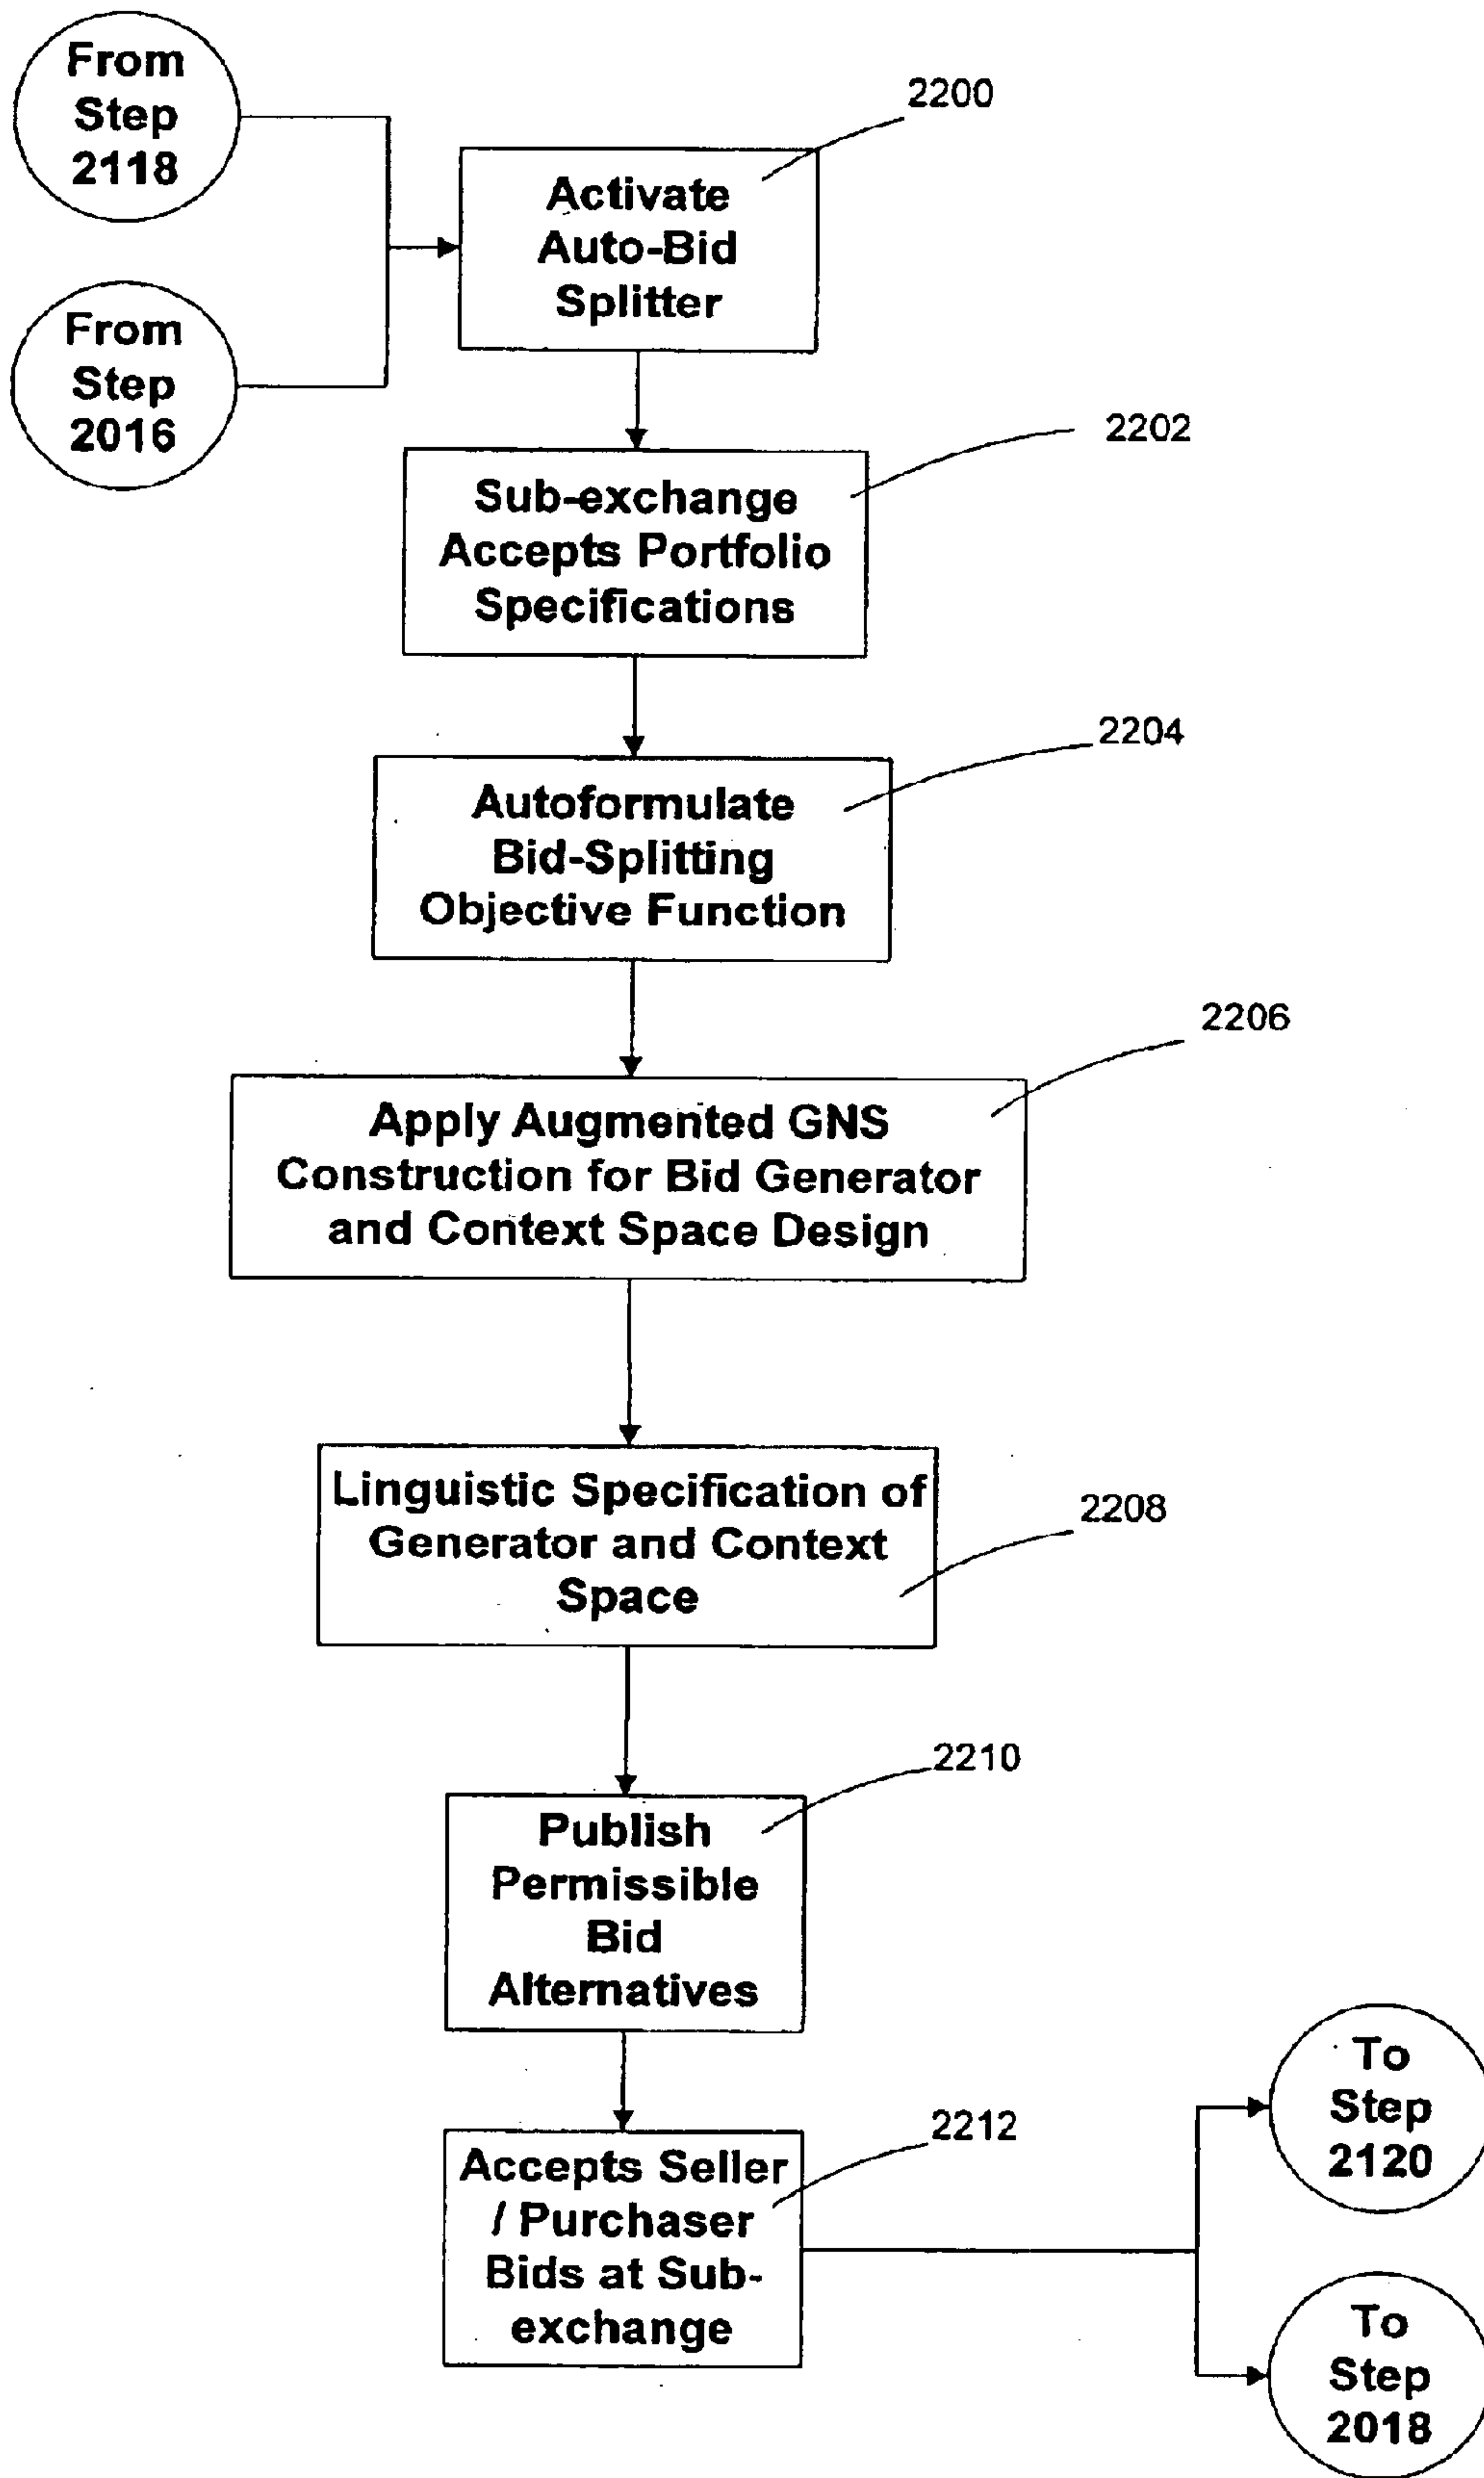 From
Step
2118
2200
Activate
Auto-Bid
Splitter
From
Step
2016
2202
Sub-exchange
Accepts Portfolio
Specifications
2204
Autoformulate
Bid-Splitting
Objective Function
2206
Apply Augmented GNS
Construction for Bid Generator
and Context Space Design
Linguistic Specification of
Generator and Context
Space
2208
2210
Publish
Permissible
Bid
Alternatives
2212
Accepts Seller
/ Purchaser
Bids at Sub-
exchange
To
Step
2120
To
Step
2018